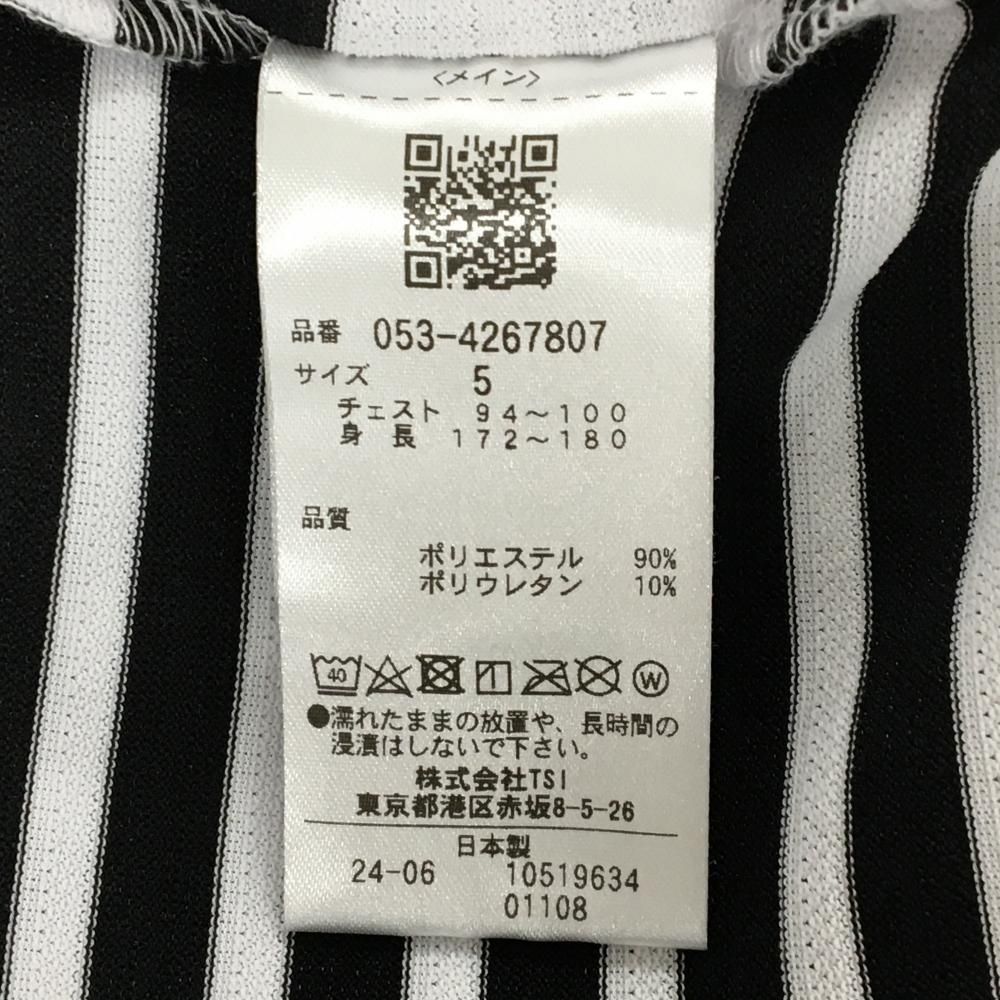 〈メイン〉
品番 053-4267807
サイズ 5
チェスト 94～100
身長 172～180
品質
ポリエステル 90%
ポリウレタン 10%
40 W
●濡れたままの放置や、長時間の
浸漬はしないで下さい。
株式会社TSI
東京都港区赤坂8-5-26
日本製
24-06 10519634
01108